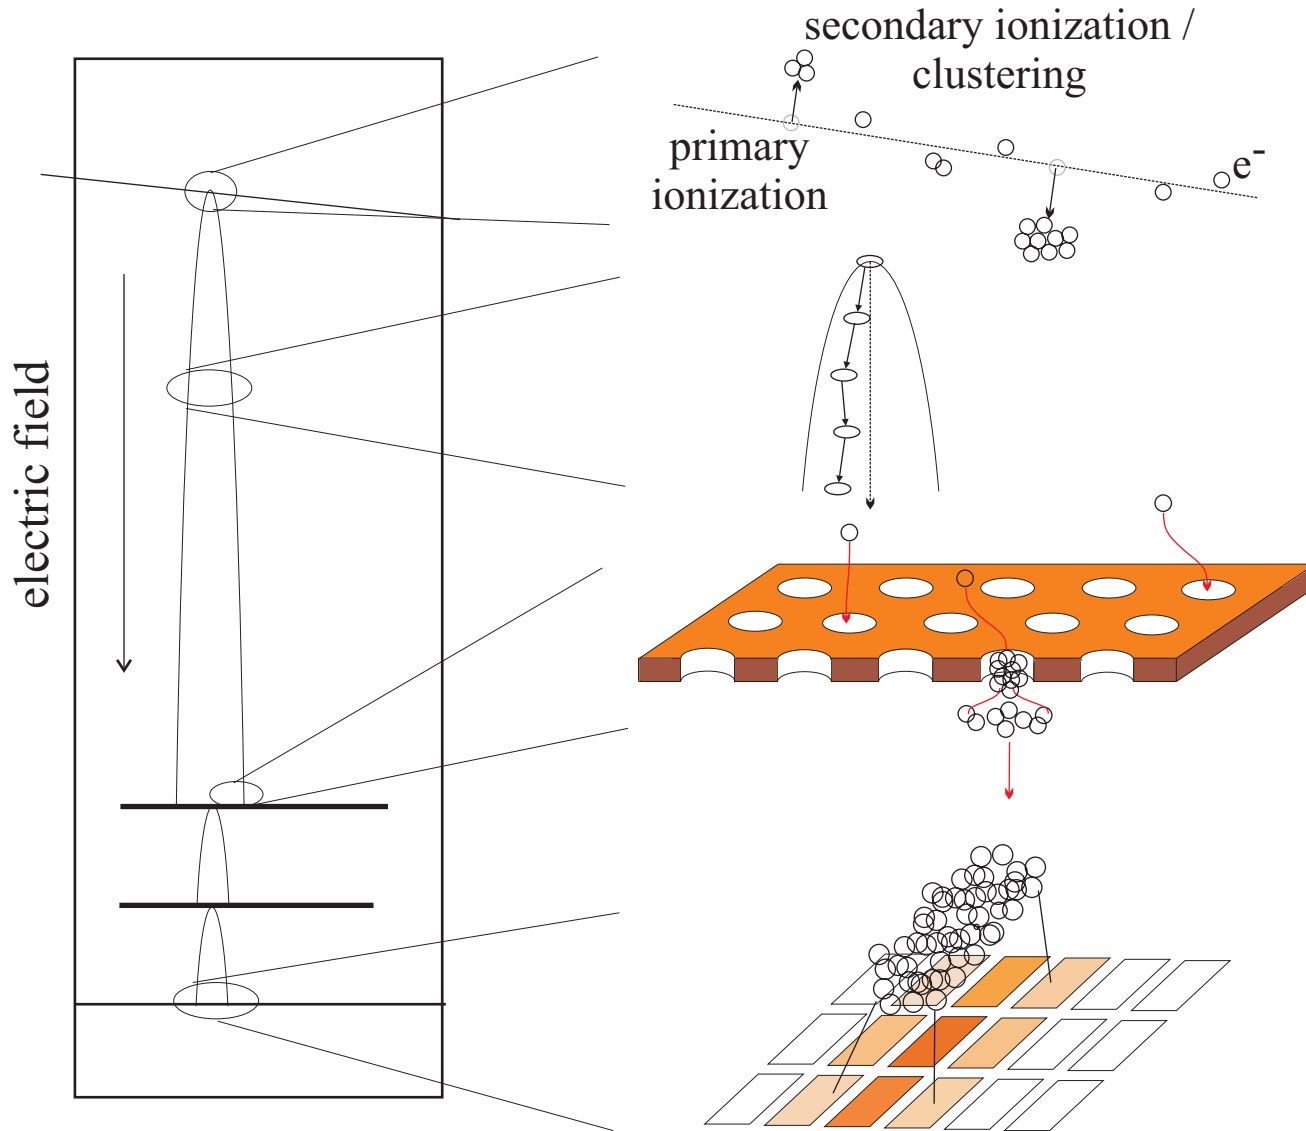 secondary ionization /
clustering
primary
ionization
e-
electric field